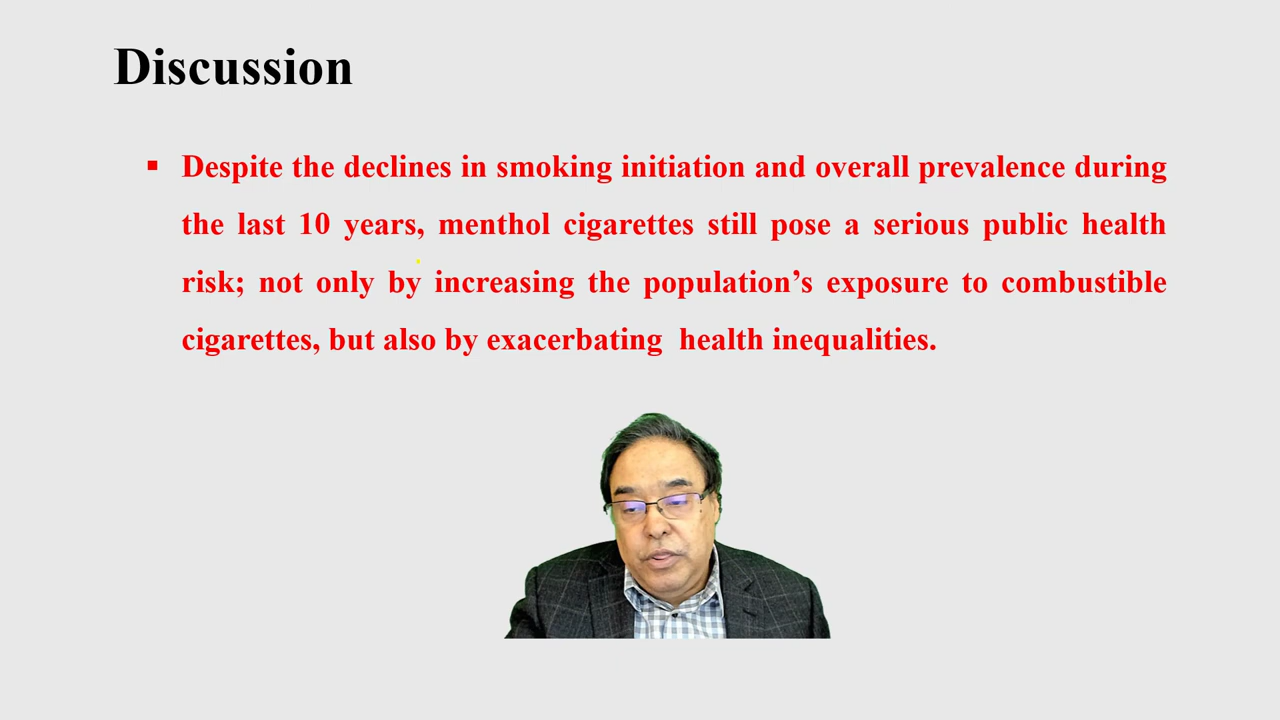 Discussion
▪ Despite the declines in smoking initiation and overall prevalence during
the last 10 years, menthol cigarettes still pose a serious public health
risk; not only by increasing the population’s exposure to combustible
cigarettes, but also by exacerbating  health inequalities.